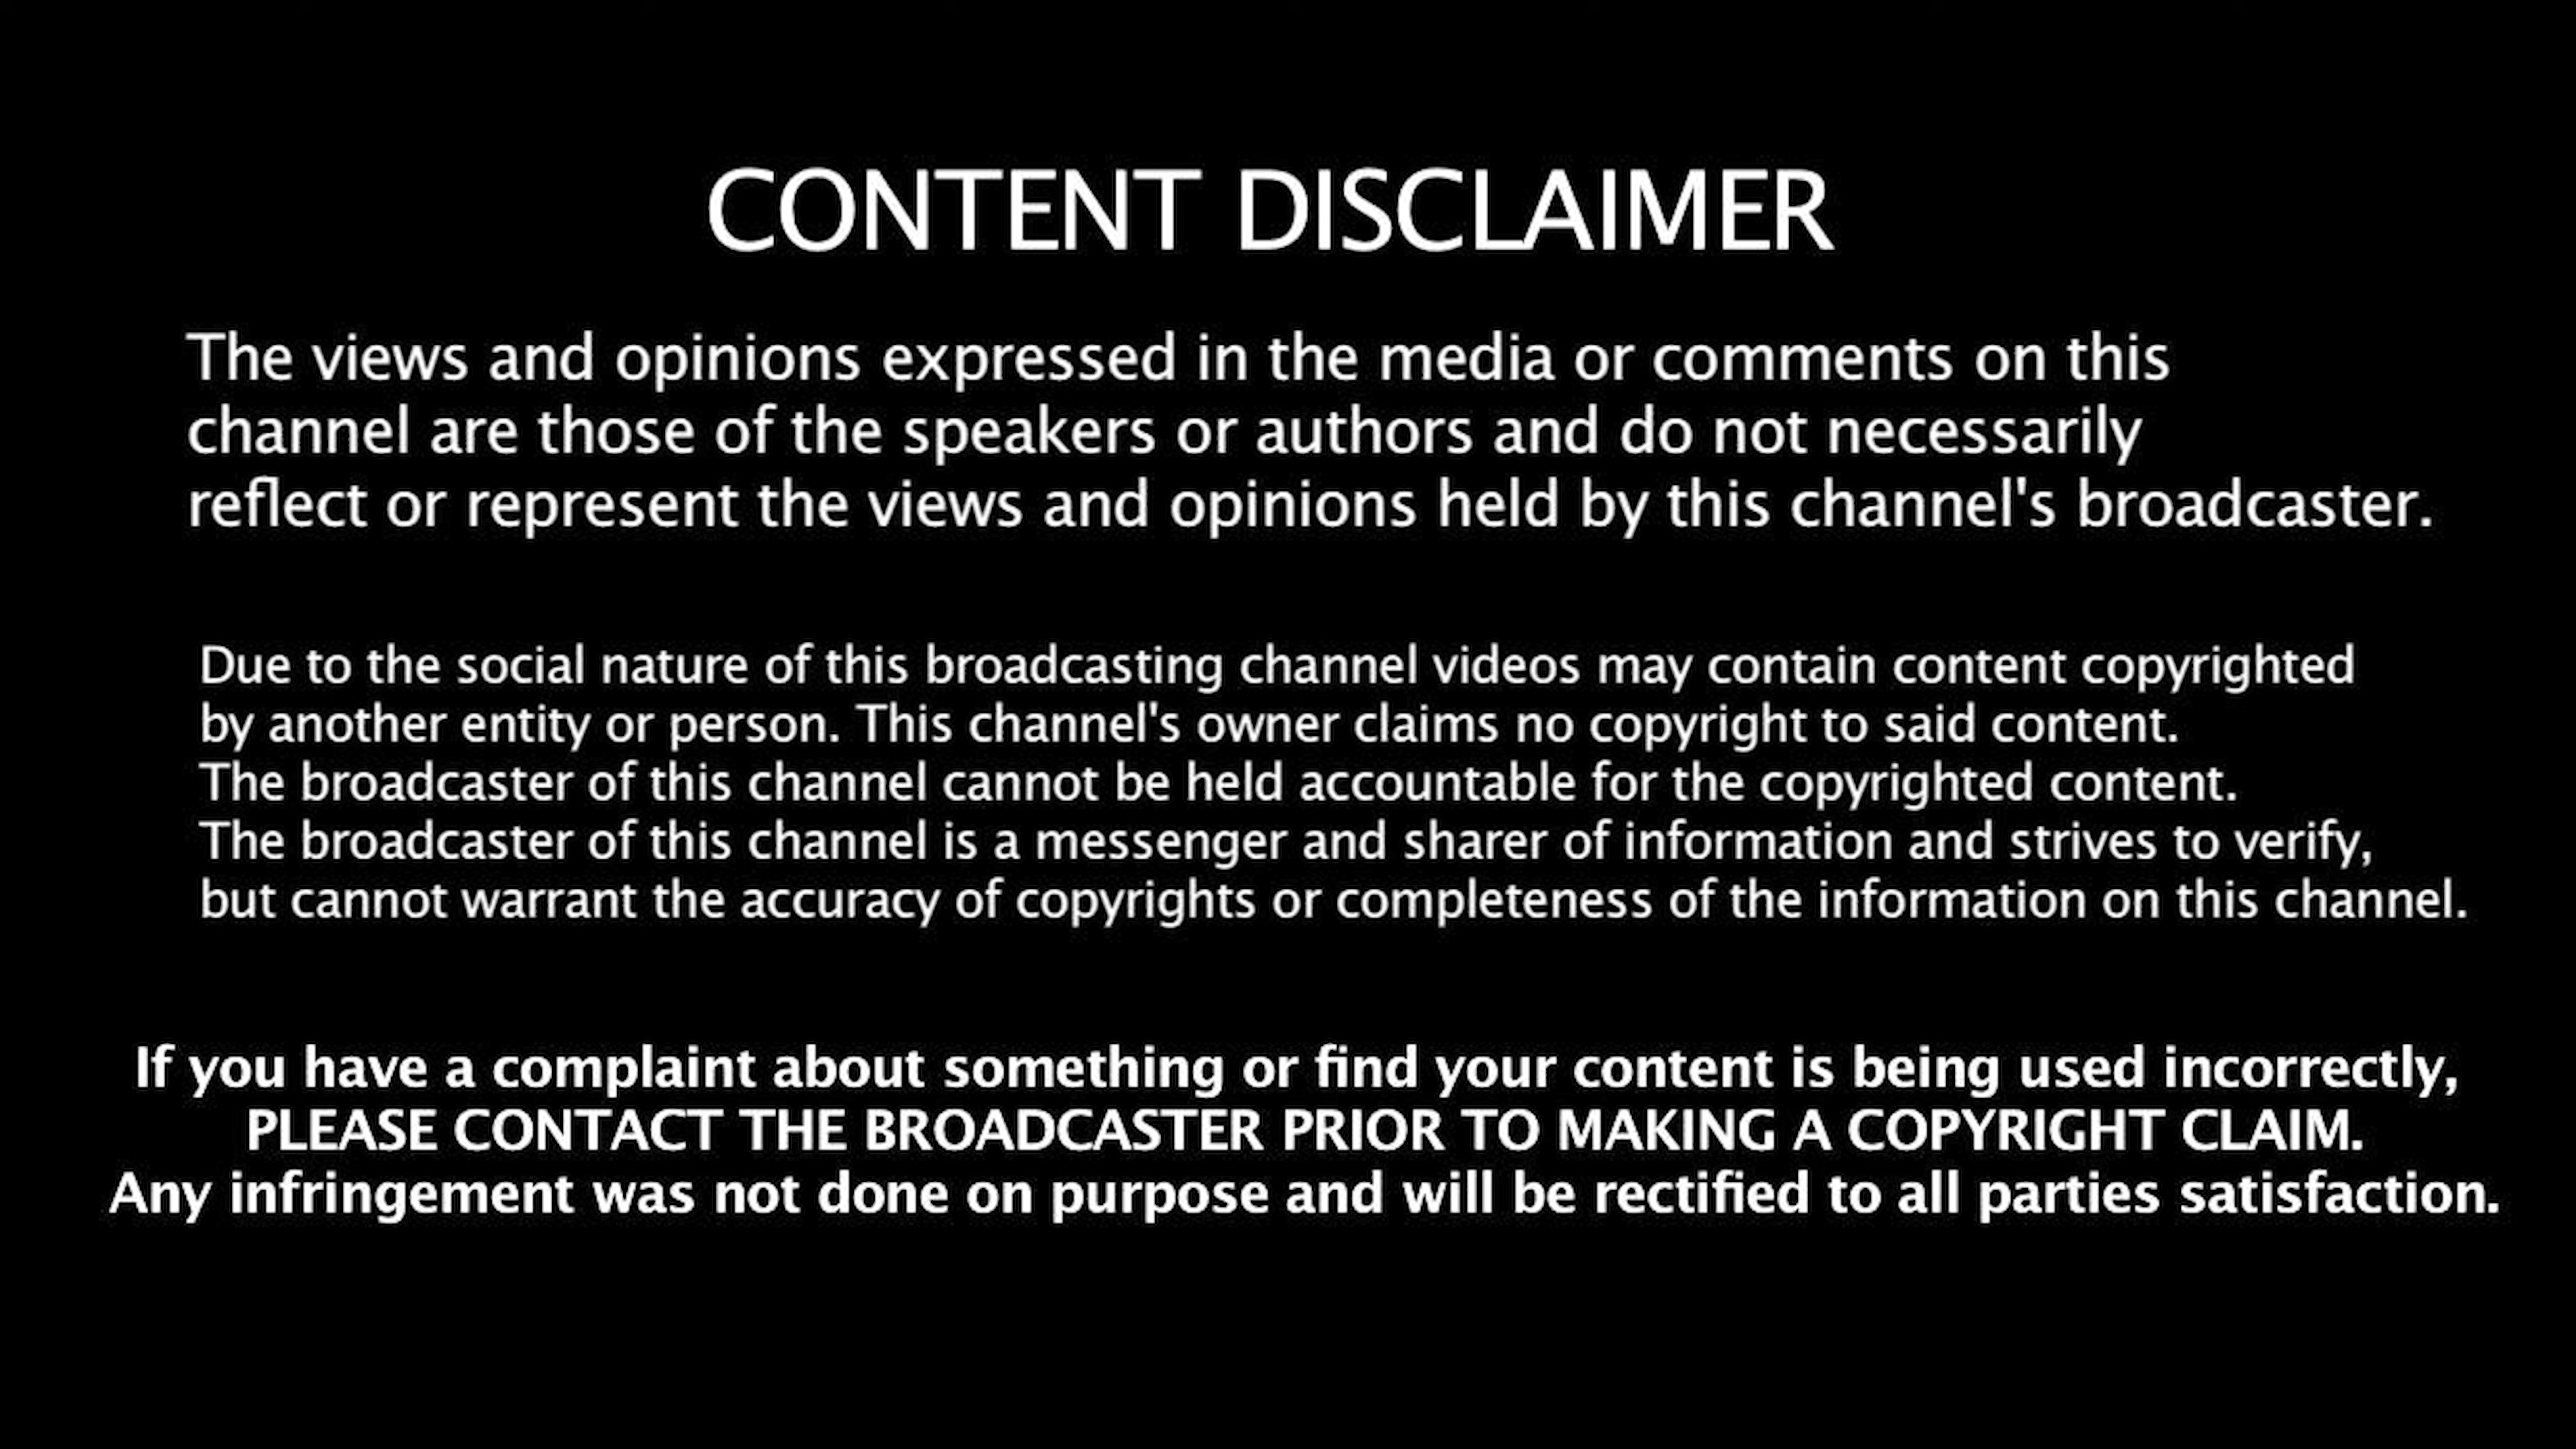 CONTENT DISCLAIMER
The views and opinions expressed in the media or comments on this
channel are those of the speakers or authors and do not necessarily
reflect or represent the views and opinions held by this channel's broadcaster.
Due to the social nature of this broadcasting channel videos may contain content copyrighted
by another entity or person. This channel's owner claims no copyright to said content.
The broadcaster of this channel cannot be held accountable for the copyrighted content.
The broadcaster of this channel is a messenger and sharer of information and strives to verify,
but cannot warrant the accuracy of copyrights or completeness of the information on this channel.
If you have a complaint about something or find your content is being used incorrectly,
PLEASE CONTACT THE BROADCASTER PRIOR TO MAKING A COPYRIGHT CLAIM.
Any infringement was not done on purpose and will be rectified to all parties satisfaction.